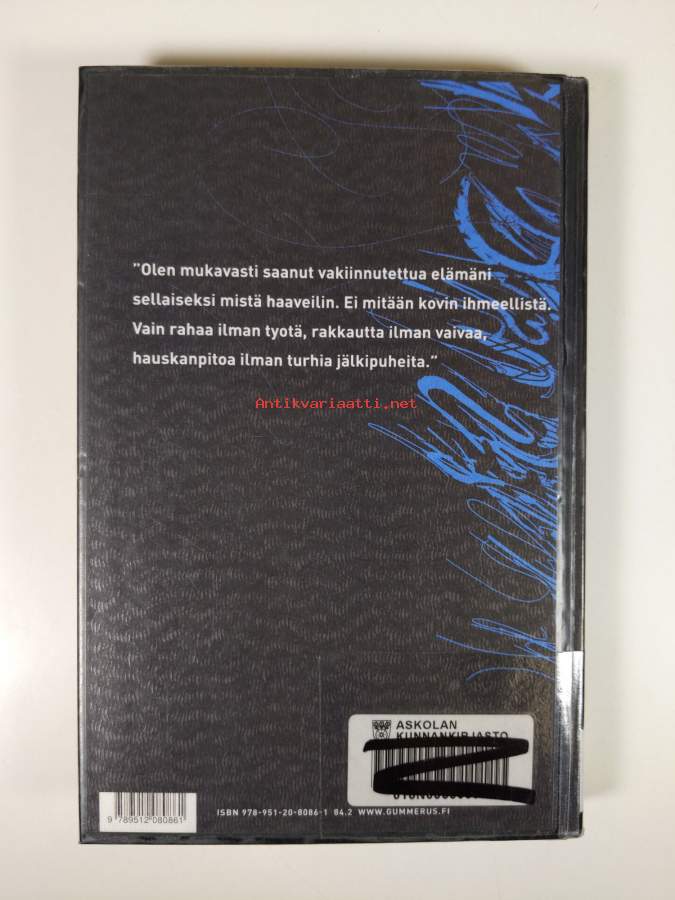 ”Olen mukavasti saanut vakiinnutettua elämäni
sellaiseksi mistä haaveilin. Ei mitään kovin ihmeellistä.
Vain rahaa ilman työtä, rakkautta ilman vaivaa,
hauskanpitoa ilman turhia jälkipuheita.”
Antikvariaatti.net
ASKOLAN
KUNNANKIRJASTO
9 789512 080861
ISBN 978-951-20-8086-1 84.2 WWW.GUMMERUS.FI